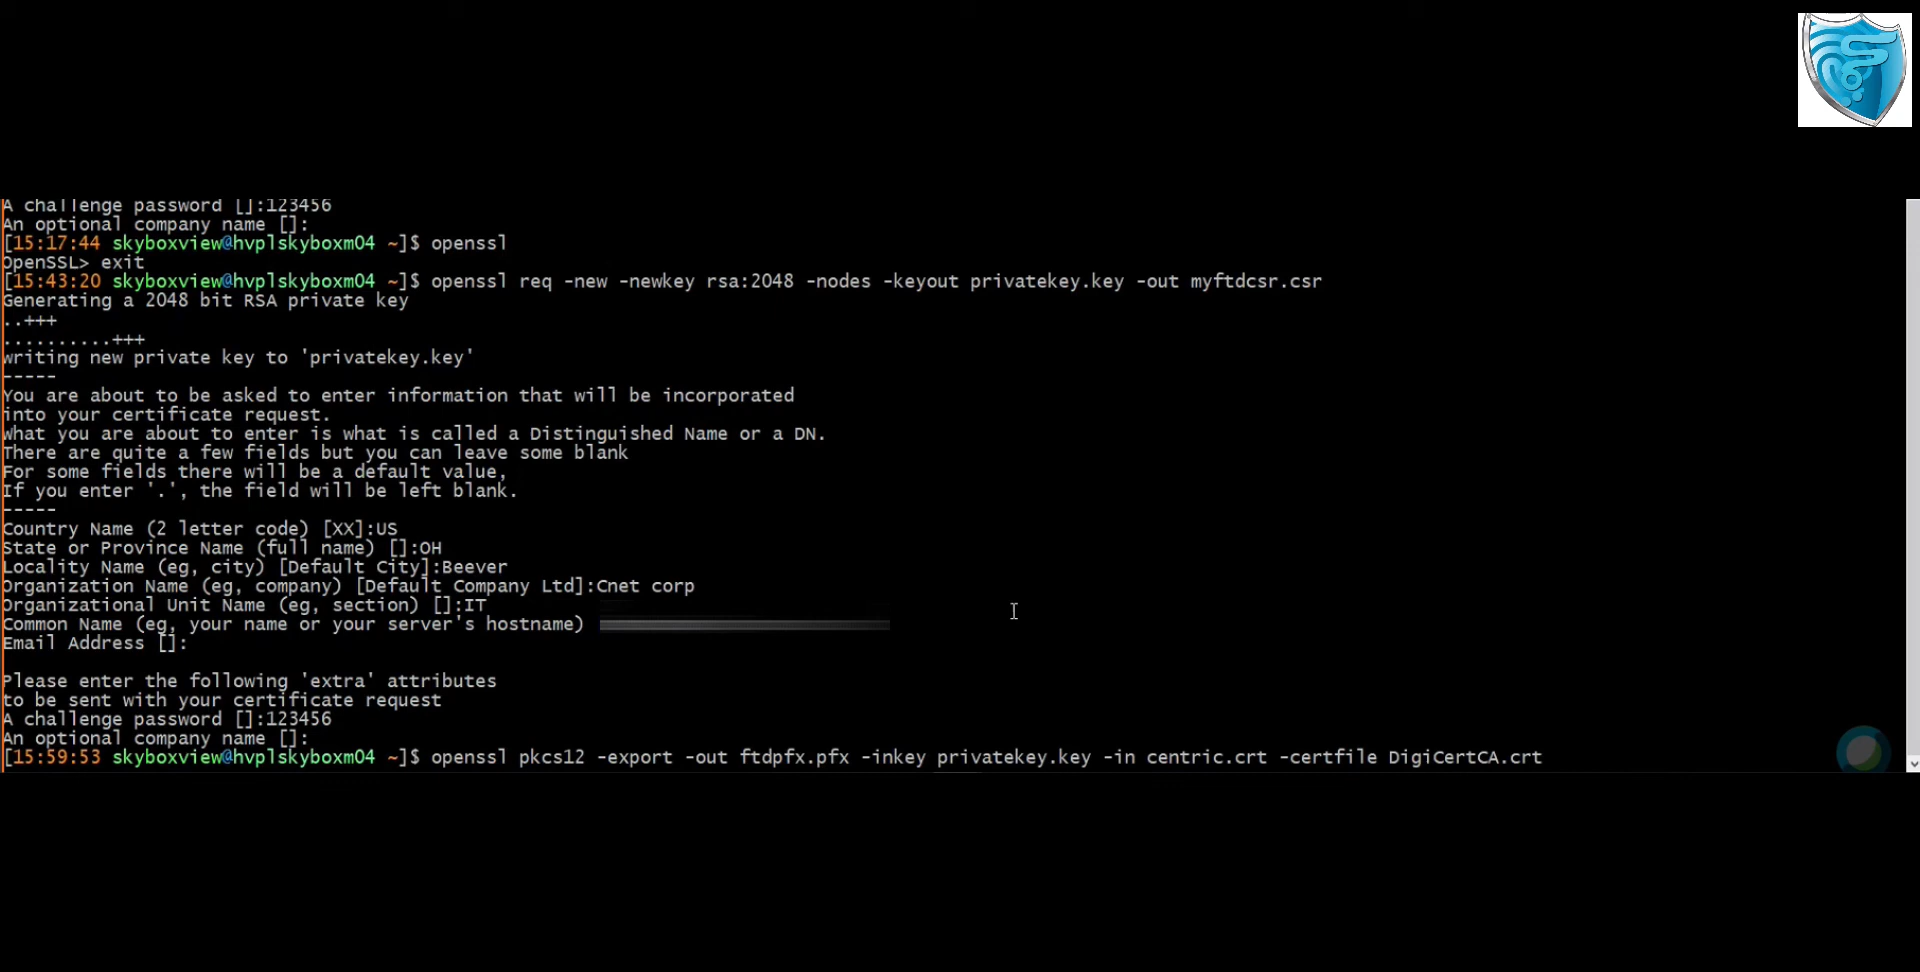 A challenge password []:123456
An optional company name []:
[15:17:44 skyboxview@hvplskyboxm04 ~]$ openssl
OpenSSL> exit
[15:43:20 skyboxview@hvplskyboxm04 ~]$ openssl req -new -newkey rsa:2048 -nodes -keyout privatekey.key -out myftdcsr.csr
Generating a 2048 bit RSA private key
..+++
..........+++
writing new private key to 'privatekey.key'
-----
You are about to be asked to enter information that will be incorporated
into your certificate request.
What you are about to enter is what is called a Distinguished Name or a DN.
There are quite a few fields but you can leave some blank
For some fields there will be a default value,
If you enter '.', the field will be left blank.
-----
Country Name (2 letter code) [XX]:US
State or Province Name (full name) []:OH
Locality Name (eg, city) [Default City]:Beever
Organization Name (eg, company) [Default Company Ltd]:Cnet corp
Organizational Unit Name (eg, section) []:IT
Common Name (eg, your name or your server's hostname)
Email Address []:
Please enter the following 'extra' attributes
to be sent with your certificate request
A challenge password []:123456
An optional company name []:
[15:59:53 skyboxview@hvplskyboxm04 ~]$ openssl pkcs12 -export -out ftdpfx.pfx -inkey privatekey.key -in centric.crt -certfile DigiCertCA.crt